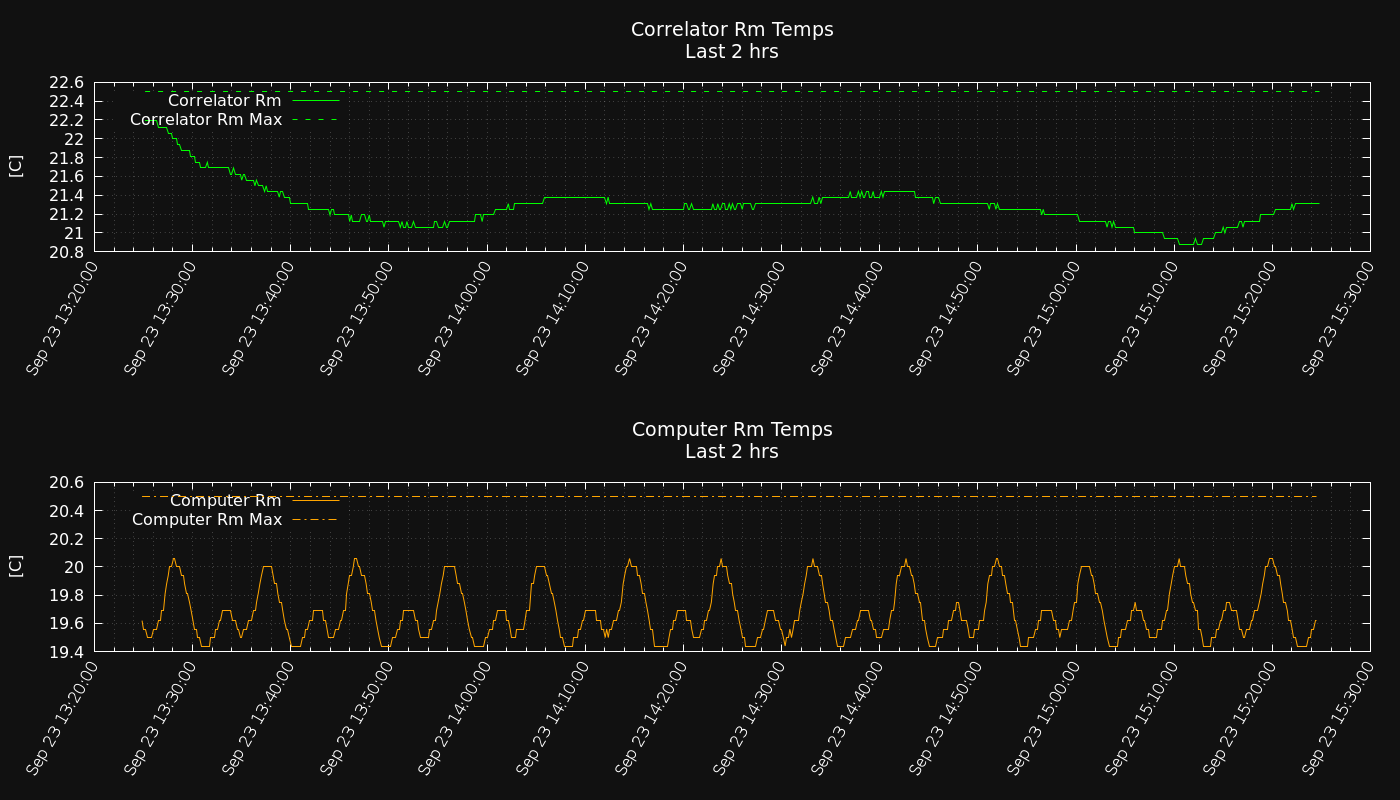 Correlator Rm Temps
Last 2 hrs
[C]
22.6
22.4
22.2
22
21.8
21.6
21.4
21.2
21
20.8
Correlator Rm
Correlator Rm Max
Sep 23 13:20:00
Sep 23 13:30:00
Sep 23 13:40:00
Sep 23 13:50:00
Sep 23 14:00:00
Sep 23 14:10:00
Sep 23 14:20:00
Sep 23 14:30:00
Sep 23 14:40:00
Sep 23 14:50:00
Sep 23 15:00:00
Sep 23 15:10:00
Sep 23 15:20:00
Sep 23 15:30:00
Computer Rm Temps
Last 2 hrs
[C]
20.6
20.4
20.2
20
19.8
19.6
19.4
Computer Rm
Computer Rm Max
Sep 23 13:20:00
Sep 23 13:30:00
Sep 23 13:40:00
Sep 23 13:50:00
Sep 23 14:00:00
Sep 23 14:10:00
Sep 23 14:20:00
Sep 23 14:30:00
Sep 23 14:40:00
Sep 23 14:50:00
Sep 23 15:00:00
Sep 23 15:10:00
Sep 23 15:20:00
Sep 23 15:30:00